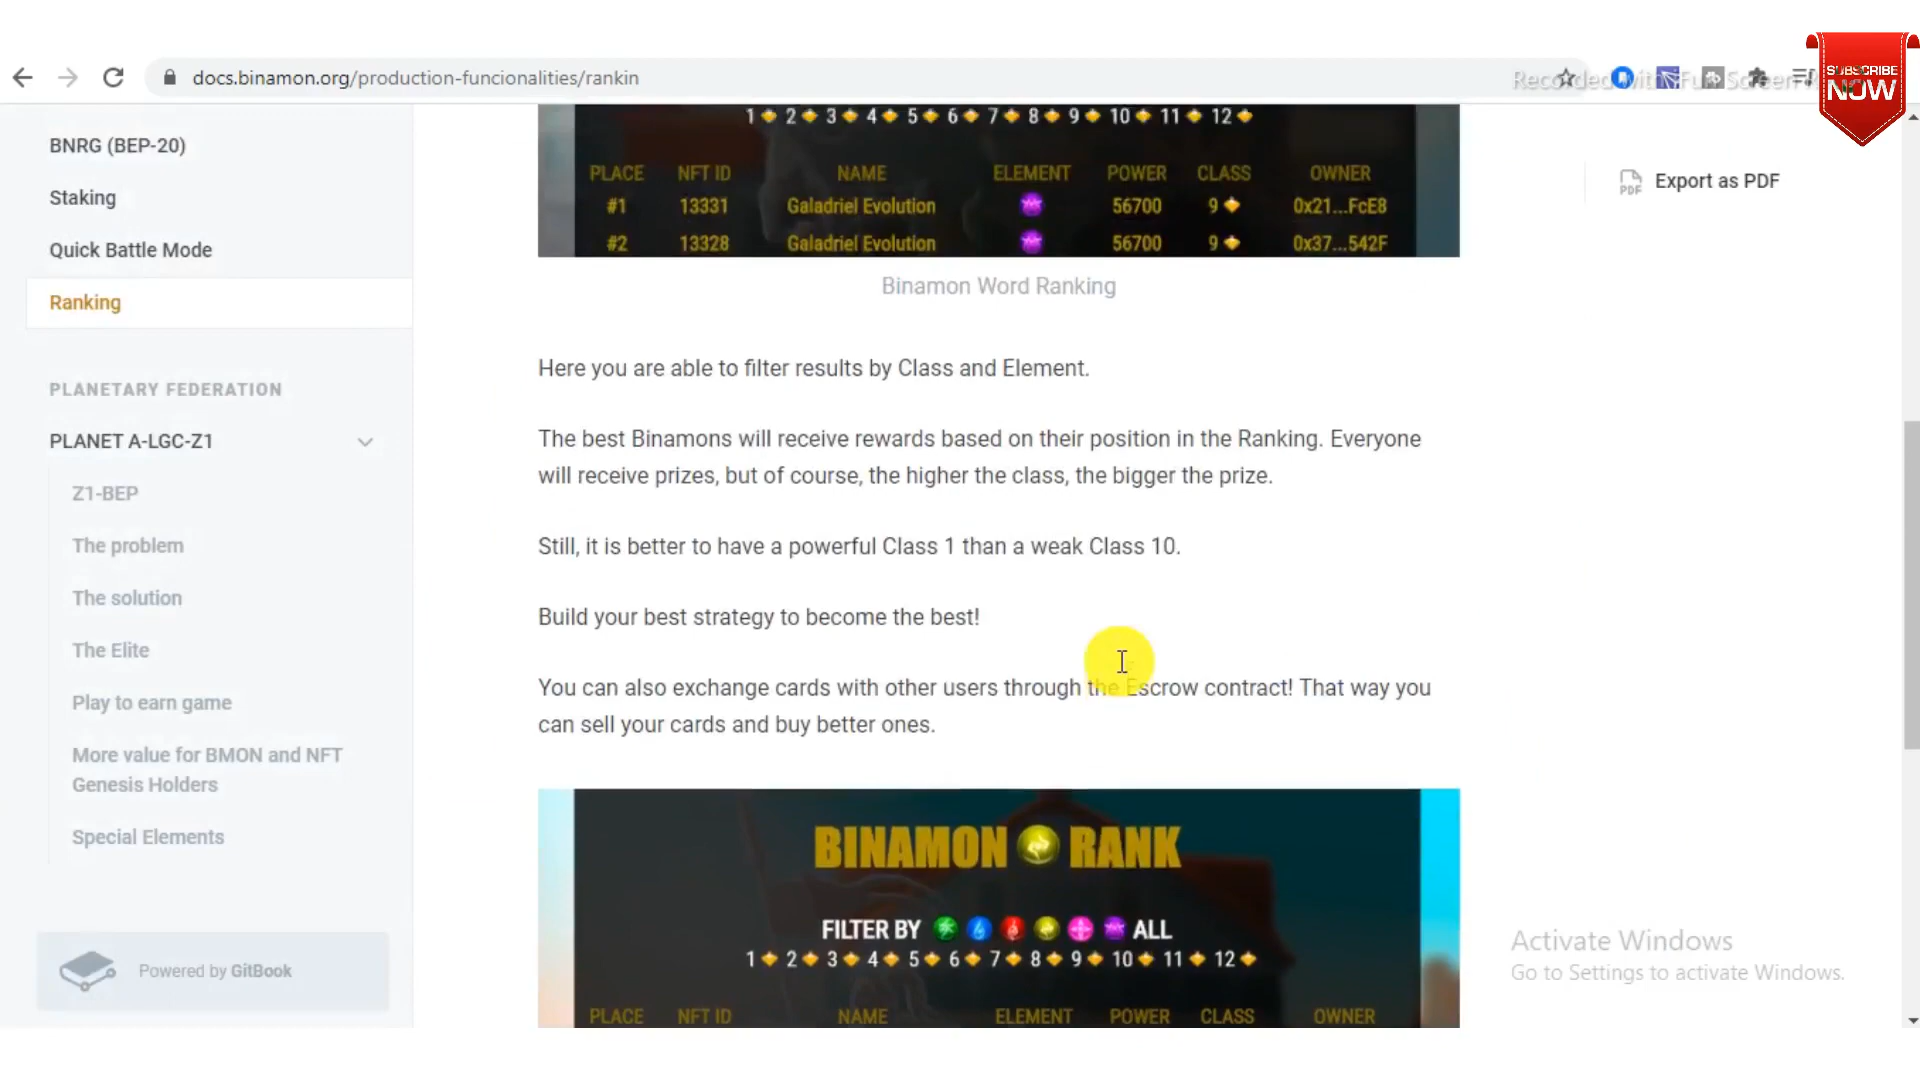 docs.binamon.org/production-funcionalities/rankin
Recorded with Full Screen
SUBSCRIBE
NOW
BNRG (BEP-20)
Staking
Quick Battle Mode
Ranking
PLANETARY FEDERATION
PLANET A-LGC-Z1
Z1-BEP
The problem
The solution
The Elite
Play to earn game
More value for BMON and NFT
Genesis Holders
Special Elements
Powered by GitBook
1 2 3 4 5 6 7 8 9 10 11 12
PLACE NFT ID NAME ELEMENT POWER CLASS OWNER
#1 13331 Galadriel Evolution 56700 9 0x21...FcE8
#2 13328 Galadriel Evolution 56700 9 0x37...542F
Binamon Word Ranking
Here you are able to filter results by Class and Element.
The best Binamons will receive rewards based on their position in the Ranking. Everyone
will receive prizes, but of course, the higher the class, the bigger the prize.
Still, it is better to have a powerful Class 1 than a weak Class 10.
Build your best strategy to become the best!
You can also exchange cards with other users through the Escrow contract! That way you
can sell your cards and buy better ones.
BINAMON RANK
FILTER BY ALL
1 2 3 4 5 6 7 8 9 10 11 12
PLACE NFT ID NAME ELEMENT POWER CLASS OWNER
PDF
Export as PDF
Activate Windows
Go to Settings to activate Windows.